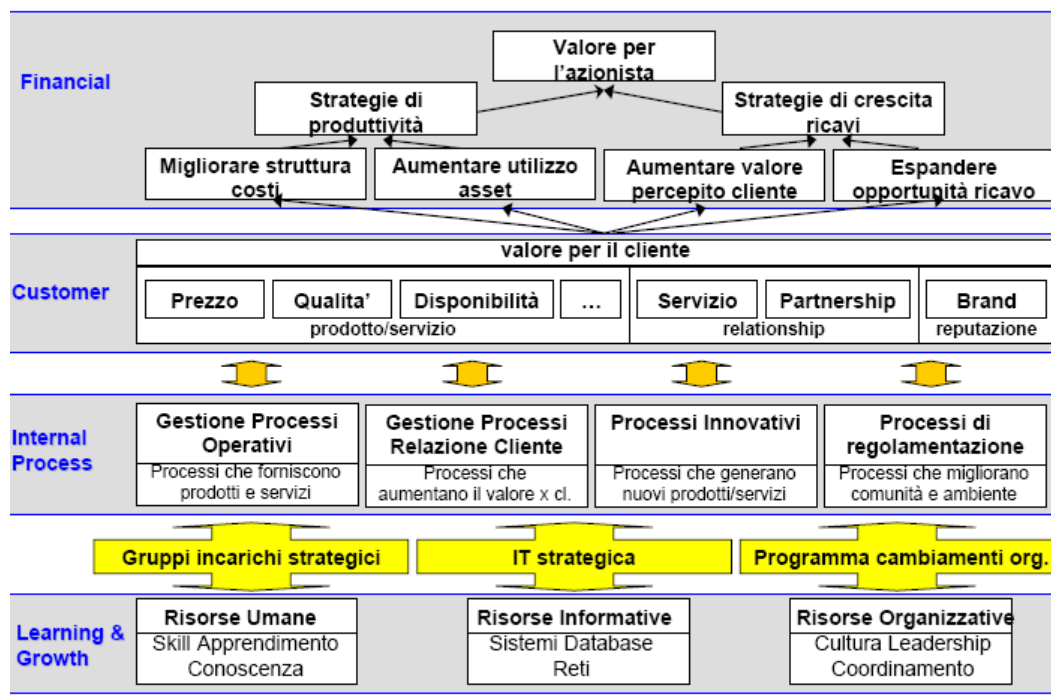 Financial
Valore per
l'azionista
Strategie di
produttività
Strategie di crescita
ricavi
Migliorare struttura
costi
Aumentare utilizzo
asset
Aumentare valore
percepito cliente
Espandere
opportunità ricavo
Customer
valore per il cliente
Prezzo
Qualita'
Disponibilità
...
Servizio
Partnership
Brand
prodotto/servizio
relationship
reputazione
Internal
Process
Gestione Processi
Operativi
Processi che forniscono
prodotti e servizi
Gestione Processi
Relazione Cliente
Processi che
aumentano il valore x cl.
Processi Innovativi
Processi che generano
nuovi prodotti/servizi
Processi di
regolamentazione
Processi che migliorano
comunità e ambiente
Gruppi incarichi strategici
IT strategica
Programma cambiamenti org.
Learning &
Growth
Risorse Umane
Skill Apprendimento
Conoscenza
Risorse Informative
Sistemi Database
Reti
Risorse Organizzative
Cultura Leadership
Coordinamento